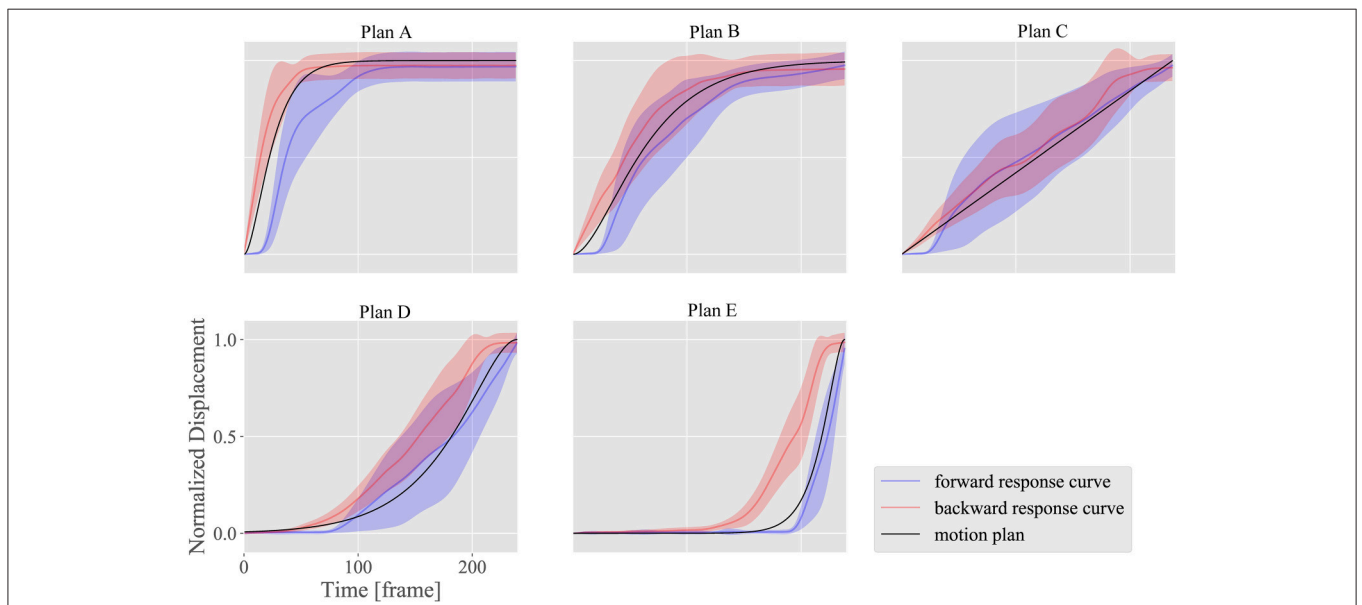 Plan A
Plan B
Plan C
Plan D
Plan E
Normalized Displacement
1.0
0.5
0.0
0
100
200
Time [frame]
forward response curve
backward response curve
motion plan